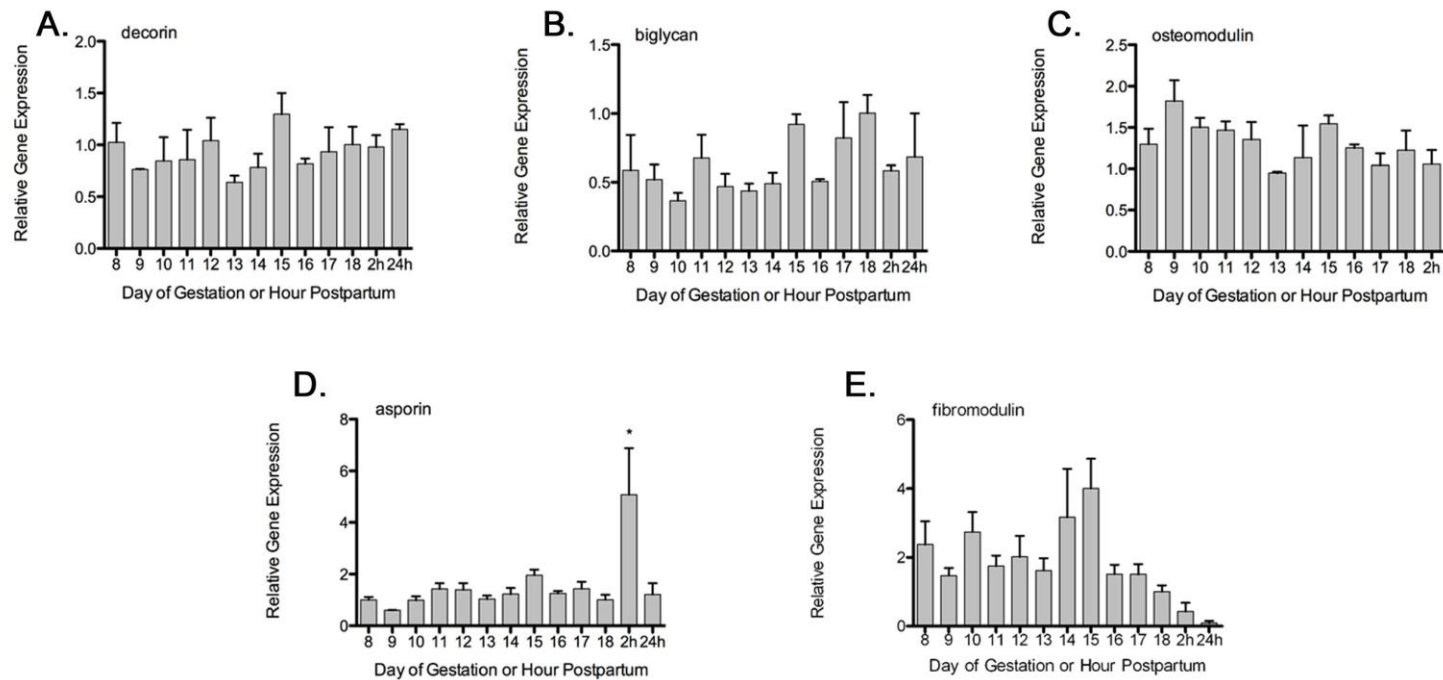 A.
decorin
Relative Gene Expression
2.0
1.5
1.0
0.5
0.0
8 9 10 11 12 13 14 15 16 17 18 2h 24h
Day of Gestation or Hour Postpartum
B.
biglycan
Relative Gene Expression
1.5
1.0
0.5
0.0
8 9 10 11 12 13 14 15 16 17 18 2h 24h
Day of Gestation or Hour Postpartum
C.
osteomodulin
Relative Gene Expression
2.5
2.0
1.5
1.0
0.5
0.0
8 9 10 11 12 13 14 15 16 17 18 2h
Day of Gestation or Hour Postpartum
D.
asporin
Relative Gene Expression
8
6
4
2
0
*
8 9 10 11 12 13 14 15 16 17 18 2h 24h
Day of Gestation or Hour Postpartum
E.
fibromodulin
Relative Gene Expression
6
4
2
0
8 9 10 11 12 13 14 15 16 17 18 2h 24h
Day of Gestation or Hour Postpartum